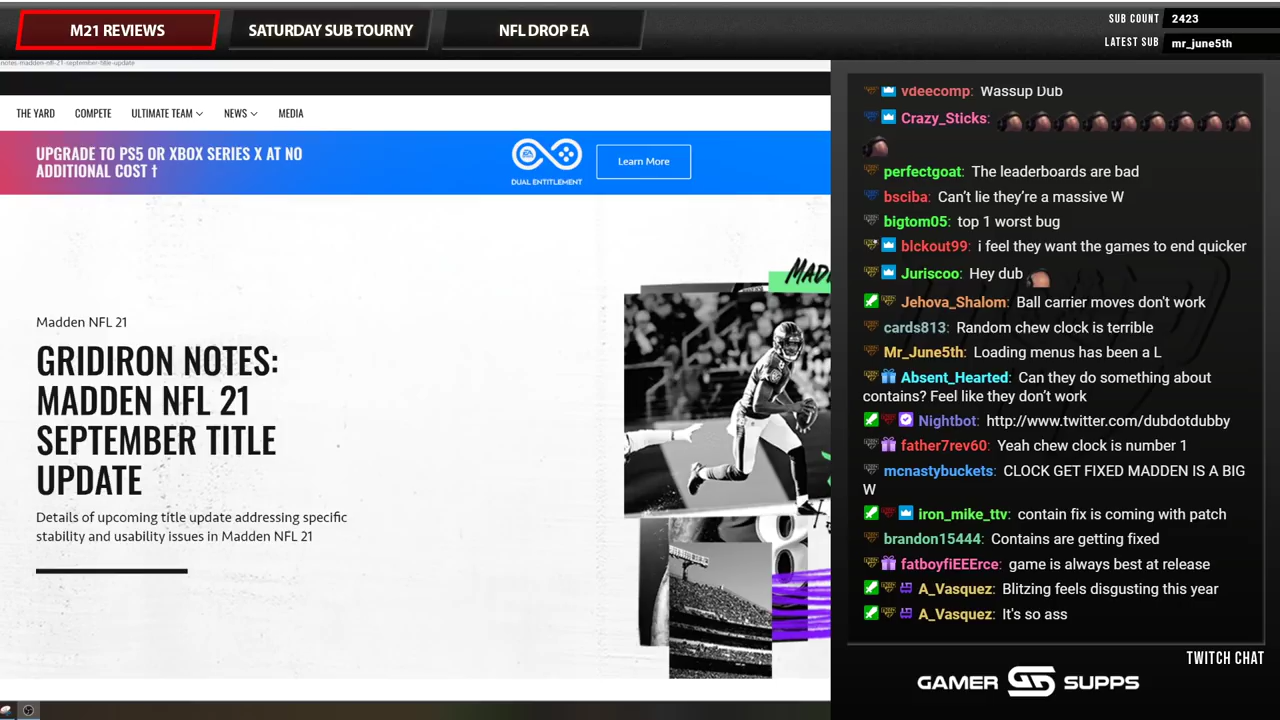 M21 REVIEWS
SATURDAY SUB TOURNY
NFL DROP EA
SUB COUNT 2423
LATEST SUB mr_june5th
notes-madden-nfl-21-september-title-update
THE YARD COMPETE ULTIMATE TEAM NEWS MEDIA
UPGRADE TO PS5 OR XBOX SERIES X AT NO
ADDITIONAL COST †
EA
DUAL ENTITLEMENT
Learn More
Madden NFL 21
GRIDIRON NOTES:
MADDEN NFL 21
SEPTEMBER TITLE
UPDATE
Details of upcoming title update addressing specific
stability and usability issues in Madden NFL 21
vdeecomp: Wassup Dub
Crazy_Sticks:
perfectgoat: The leaderboards are bad
bsciba: Can't lie they're a massive W
bigtom05: top 1 worst bug
blckout99: i feel they want the games to end quicker
Juriscoo: Hey dub
Jehova_Shalom: Ball carrier moves don't work
cards813: Random chew clock is terrible
Mr_June5th: Loading menus has been a L
Absent_Hearted: Can they do something about
contains? Feel like they don't work
Nightbot: http://www.twitter.com/dubdotdubby
father7rev60: Yeah chew clock is number 1
mcnastybuckets: CLOCK GET FIXED MADDEN IS A BIG
W
iron_mike_ttv: contain fix is coming with patch
brandon15444: Contains are getting fixed
fatboyfiEEErce: game is always best at release
A_Vasquez: Blitzing feels disgusting this year
A_Vasquez: It's so ass
TWITCH CHAT
GAMER SUPPS